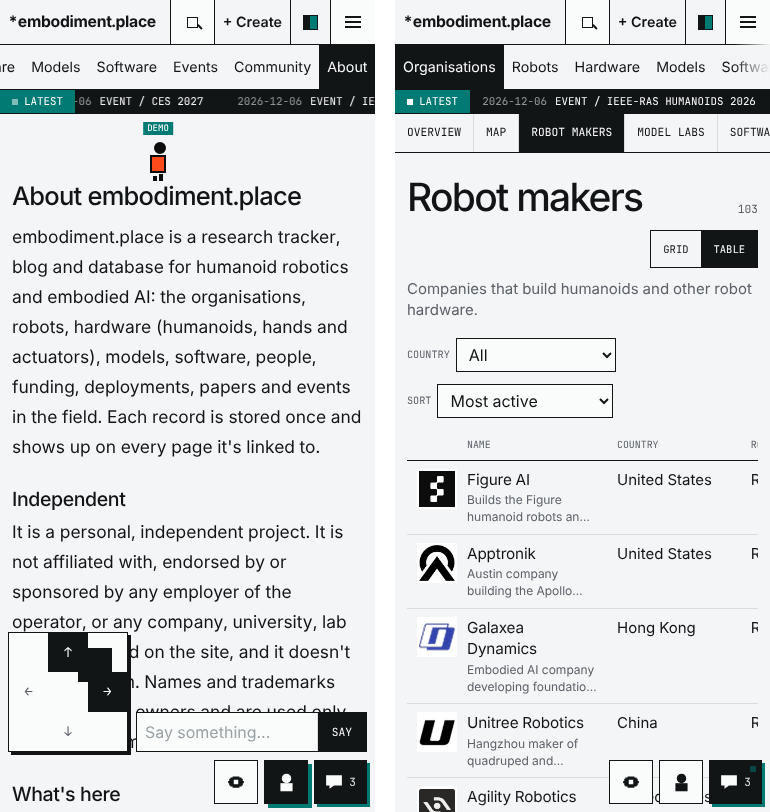 *embodiment.place
+ Create
Models Software Events Community About
LATEST -06 EVENT / CES 2027 2026-12-06 EVENT / IE
DEMO
About embodiment.place
embodiment.place is a research tracker,
blog and database for humanoid robotics
and embodied AI: the organisations,
robots, hardware (humanoids, hands and
actuators), models, software, people,
funding, deployments, papers and events
in the field. Each record is stored once and
shows up on every page it's linked to.
Independent
It is a personal, independent project. It is
not affiliated with, endorsed by or
sponsored by any employer of the
operator, or any company, university, lab
d on the site, and it doesn't
. Names and trademarks
owners and are used only
↑
← →
↓
Say something...
SAY
3
What's here
*embodiment.place
+ Create
Organisations Robots Hardware Models Softwa
LATEST 2026-12-06 EVENT / IEEE-RAS HUMANOIDS 2026
OVERVIEW MAP ROBOT MAKERS MODEL LABS SOFTWA
Robot makers
103
GRID TABLE
Companies that build humanoids and other robot
hardware.
COUNTRY All
SORT Most active
NAME COUNTRY
Figure AI United States
Builds the Figure
humanoid robots an…
Apptronik United States
Austin company
building the Apollo…
Galaxea
Dynamics
Hong Kong
Embodied AI company
developing foundatio…
Unitree Robotics China
Hangzhou maker of
quadruped and…
Agility Robotics
3